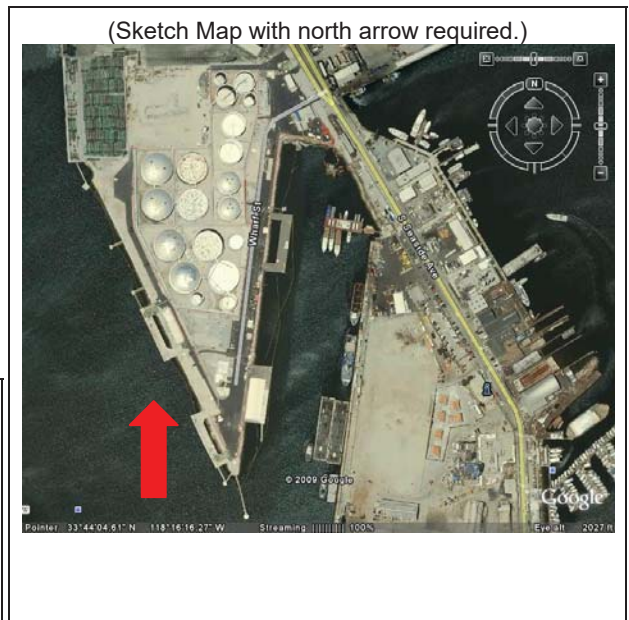 (Sketch Map with north arrow required.)
N
Wharf St
S Seaside Ave
© 2009 Google
Google
Pointer 33°44'04.61" N 118°16'16.27" W Streaming |||||||||| 100% Eye alt 2027 ft